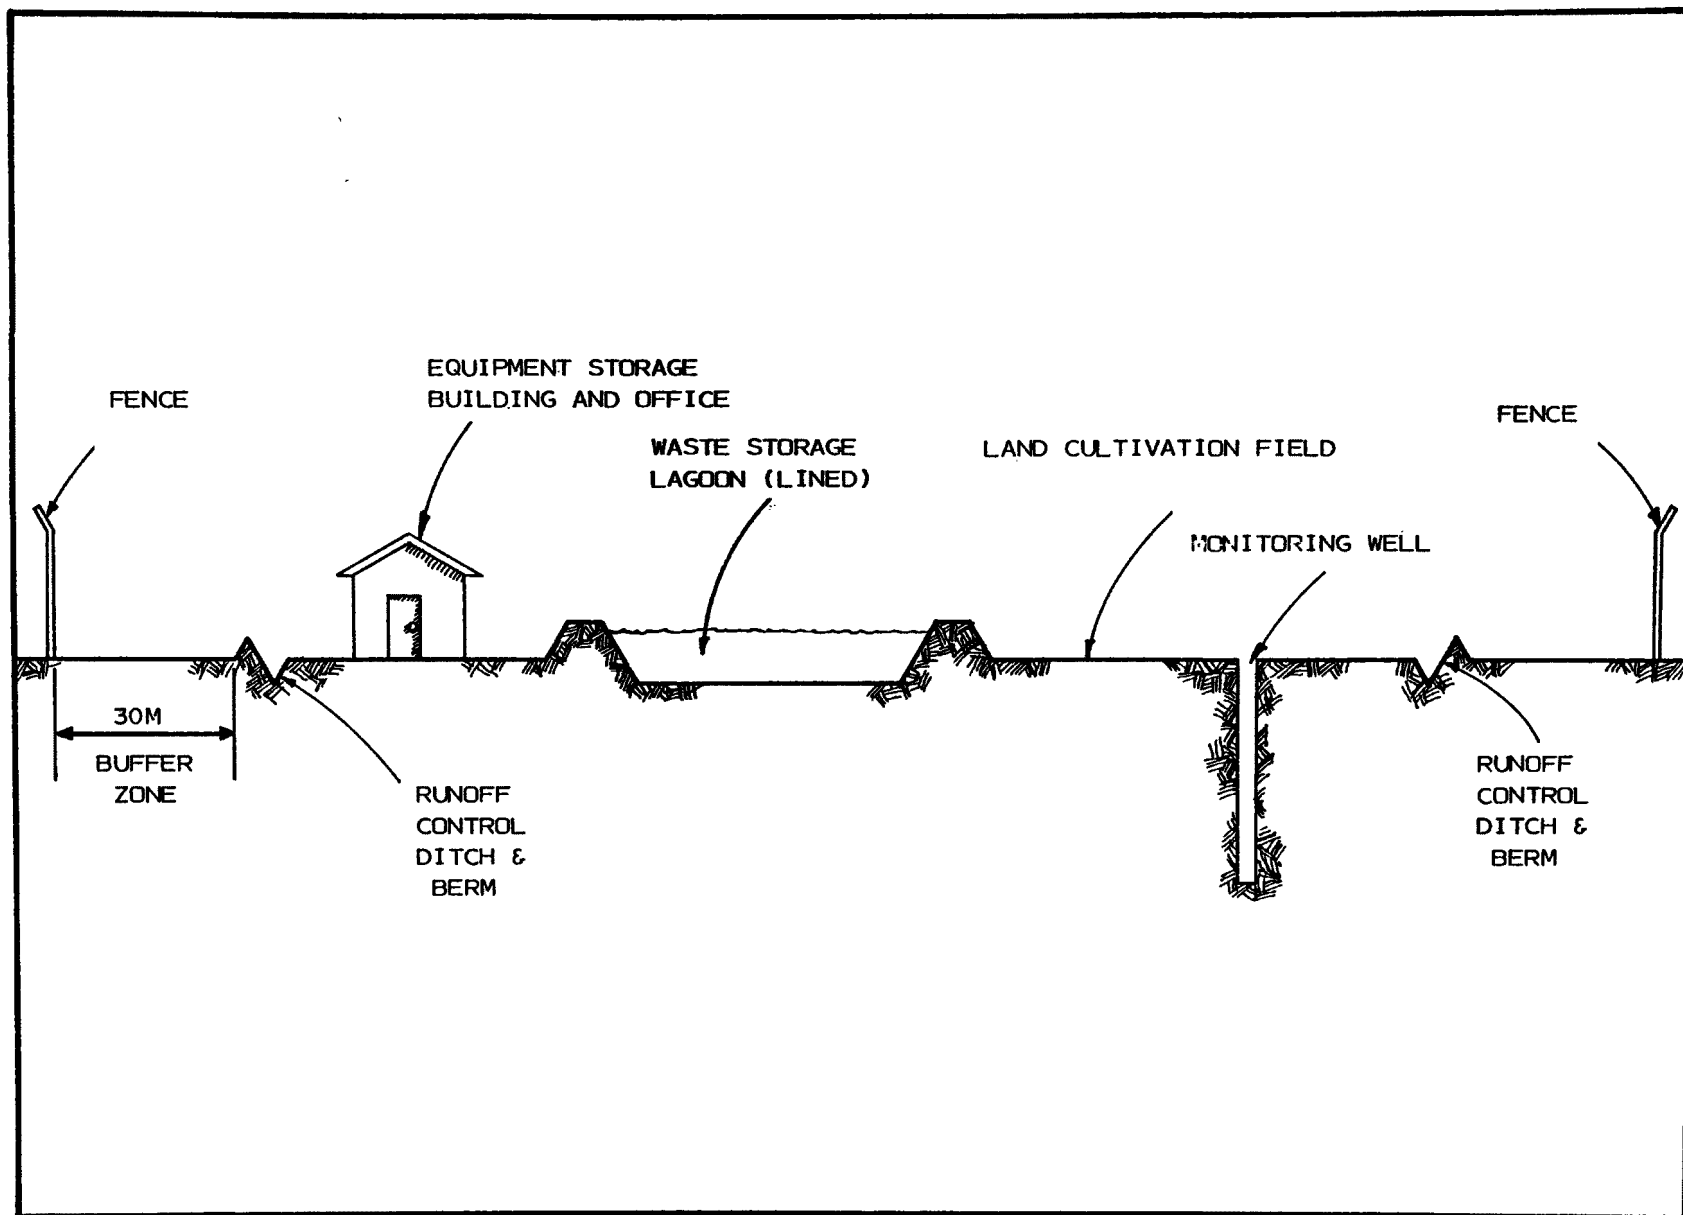 FENCE
EQUIPMENT STORAGE
BUILDING AND OFFICE
WASTE STORAGE
LAGOON (LINED)
LAND CULTIVATION FIELD
FENCE
MONITORING WELL
30M
BUFFER
ZONE
RUNOFF
CONTROL
DITCH &
BERM
RUNOFF
CONTROL
DITCH &
BERM